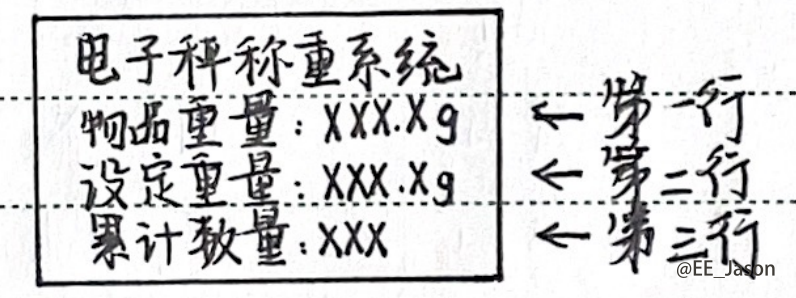 电子秤称重系统
物品重量:XXX.Xg ← 第一行
设定重量:XXX.Xg ← 第二行
累计数量:XXX ← 第三行
@EE_Jason